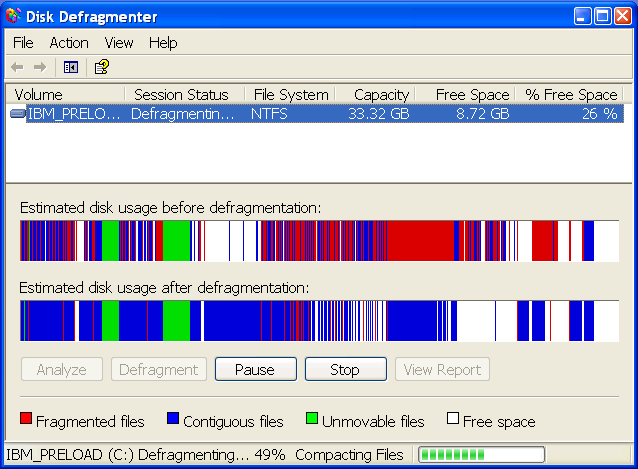 Disk Defragmenter
File Action View Help
Volume Session Status File System Capacity Free Space % Free Space
IBM_PRELO... Defragmentin... NTFS 33.32 GB 8.72 GB 26 %
Estimated disk usage before defragmentation:
Estimated disk usage after defragmentation:
Analyze Defragment Pause Stop View Report
Fragmented files Contiguous files Unmovable files Free space
IBM_PRELOAD (C:) Defragmenting... 49% Compacting Files